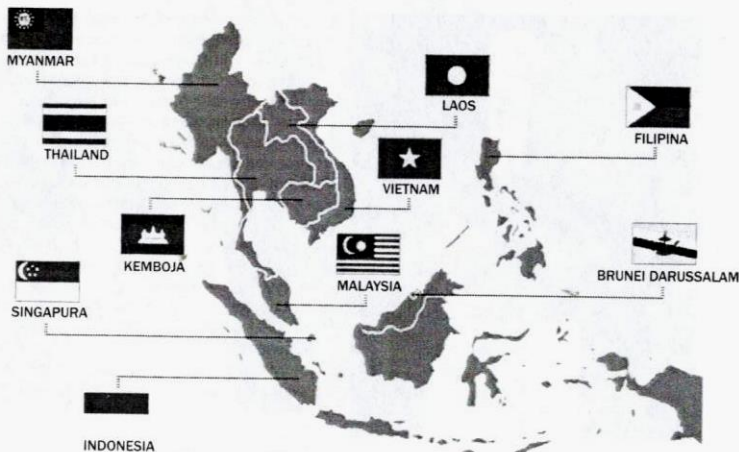 MYANMAR
LAOS
FILIPINA
THAILAND
VIETNAM
KEMBOJA
MALAYSIA
BRUNEI DARUSSALAM
SINGAPURA
INDONESIA